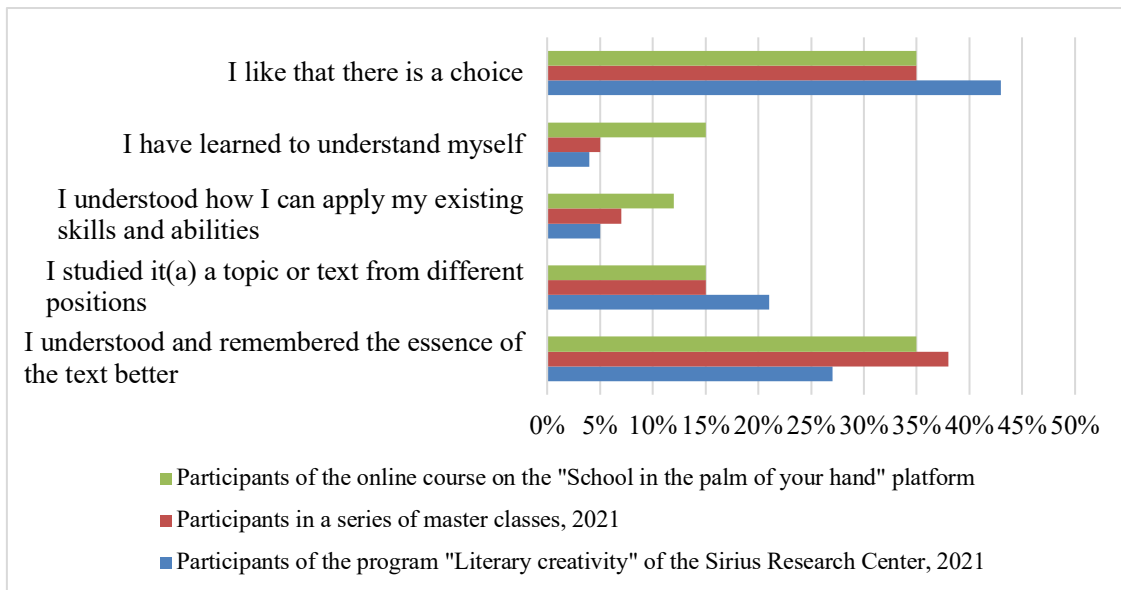 I like that there is a choice
I have learned to understand myself
I understood how I can apply my existing
skills and abilities
I studied it(a) a topic or text from different
positions
I understood and remembered the essence of
the text better
0% 5% 10% 15% 20% 25% 30% 35% 40% 45% 50%
Participants of the online course on the "School in the palm of your hand" platform
Participants in a series of master classes, 2021
Participants of the program "Literary creativity" of the Sirius Research Center, 2021